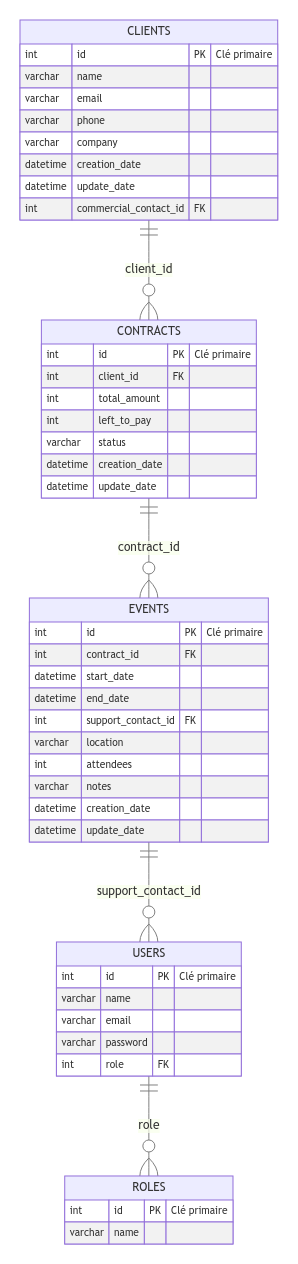 CLIENTS
int id PK Clé primaire
varchar name
varchar email
varchar phone
varchar company
datetime creation_date
datetime update_date
int commercial_contact_id FK
client_id
CONTRACTS
int id PK Clé primaire
int client_id FK
int total_amount
int left_to_pay
varchar status
datetime creation_date
datetime update_date
contract_id
EVENTS
int id PK Clé primaire
int contract_id FK
datetime start_date
datetime end_date
int support_contact_id FK
varchar location
int attendees
varchar notes
datetime creation_date
datetime update_date
support_contact_id
USERS
int id PK Clé primaire
varchar name
varchar email
varchar password
int role FK
role
ROLES
int id PK Clé primaire
varchar name